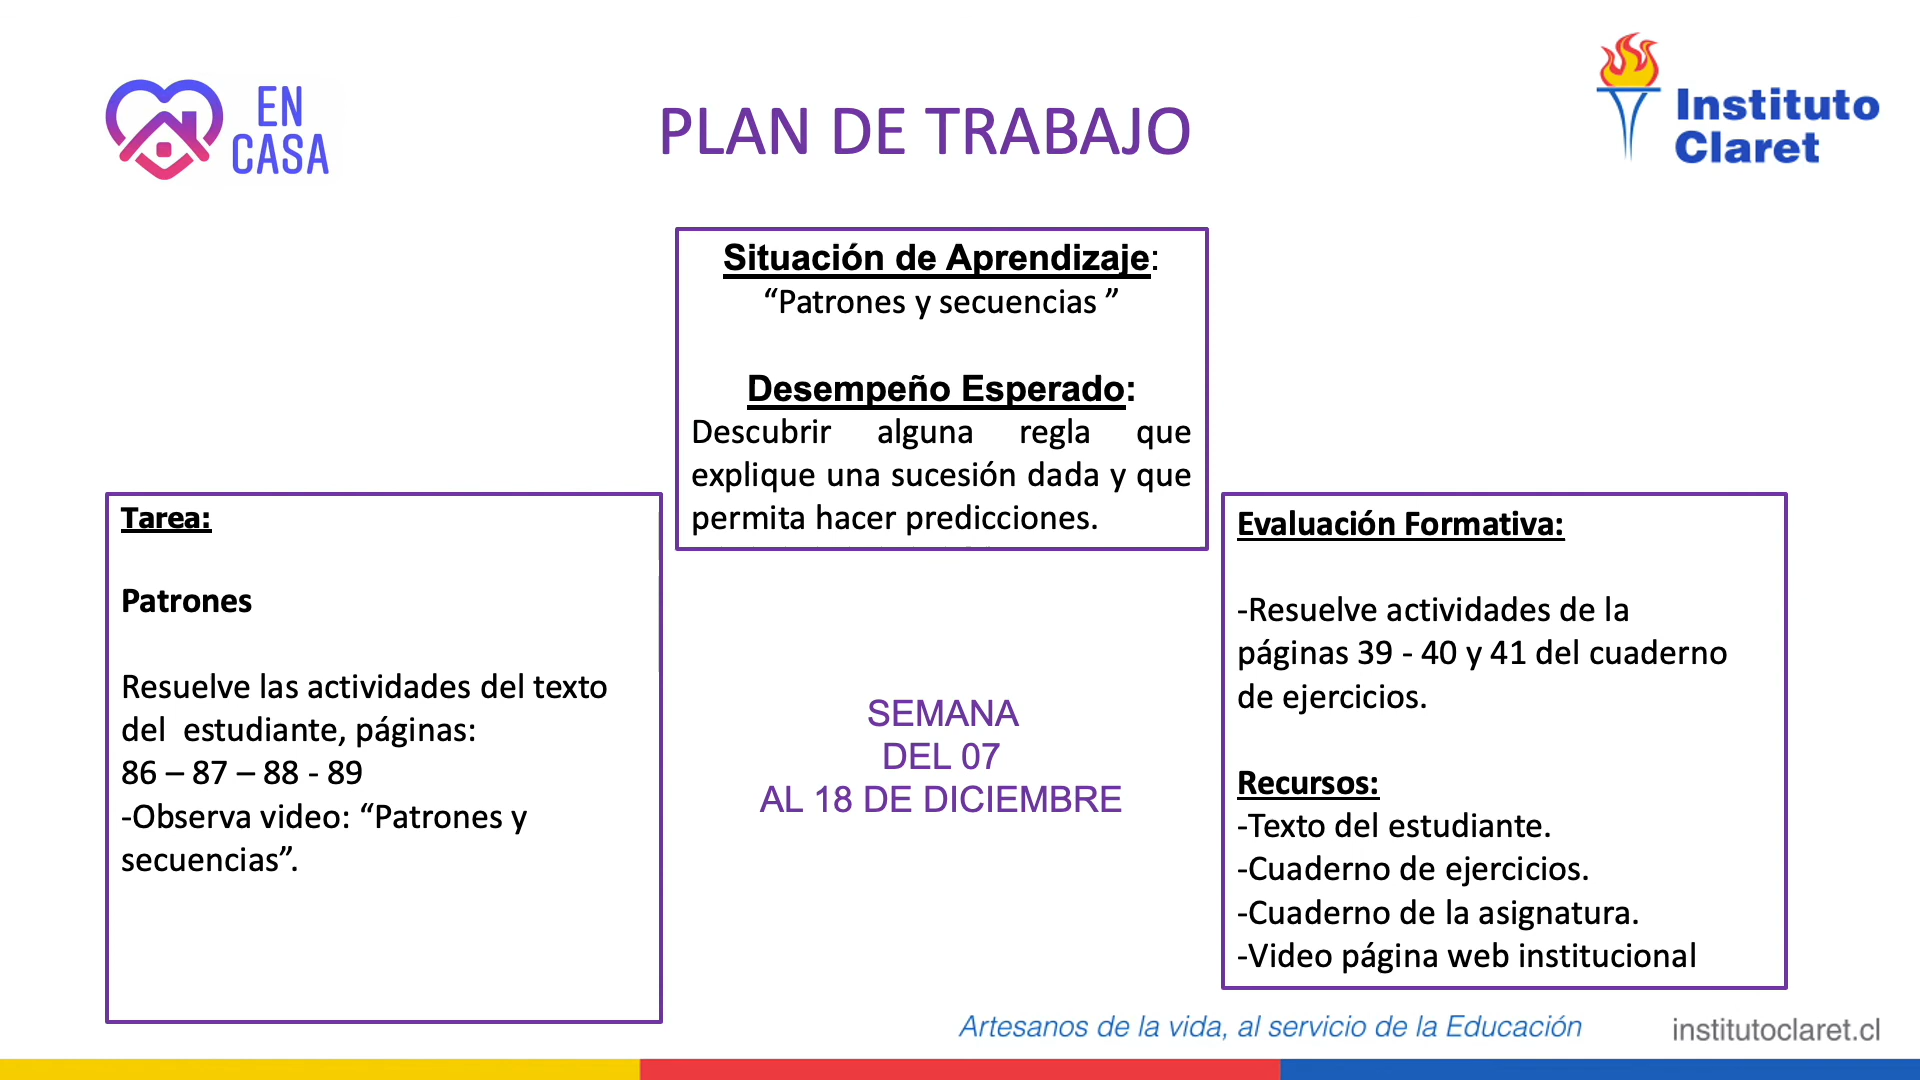 EN
CASA
PLAN DE TRABAJO
Instituto
Claret
Situación de Aprendizaje:
“Patrones y secuencias ”
Desempeño Esperado:
Descubrir alguna regla que
explique una sucesión dada y que
permita hacer predicciones.
Tarea:
Patrones
Resuelve las actividades del texto
del  estudiante, páginas:
86 – 87 – 88 - 89
-Observa video: “Patrones y
secuencias”.
SEMANA
DEL 07
AL 18 DE DICIEMBRE
Evaluación Formativa:
-Resuelve actividades de la
páginas 39 - 40 y 41 del cuaderno
de ejercicios.
Recursos:
-Texto del estudiante.
-Cuaderno de ejercicios.
-Cuaderno de la asignatura.
-Video página web institucional
Artesanos de la vida, al servicio de la Educación
institutoclaret.cl